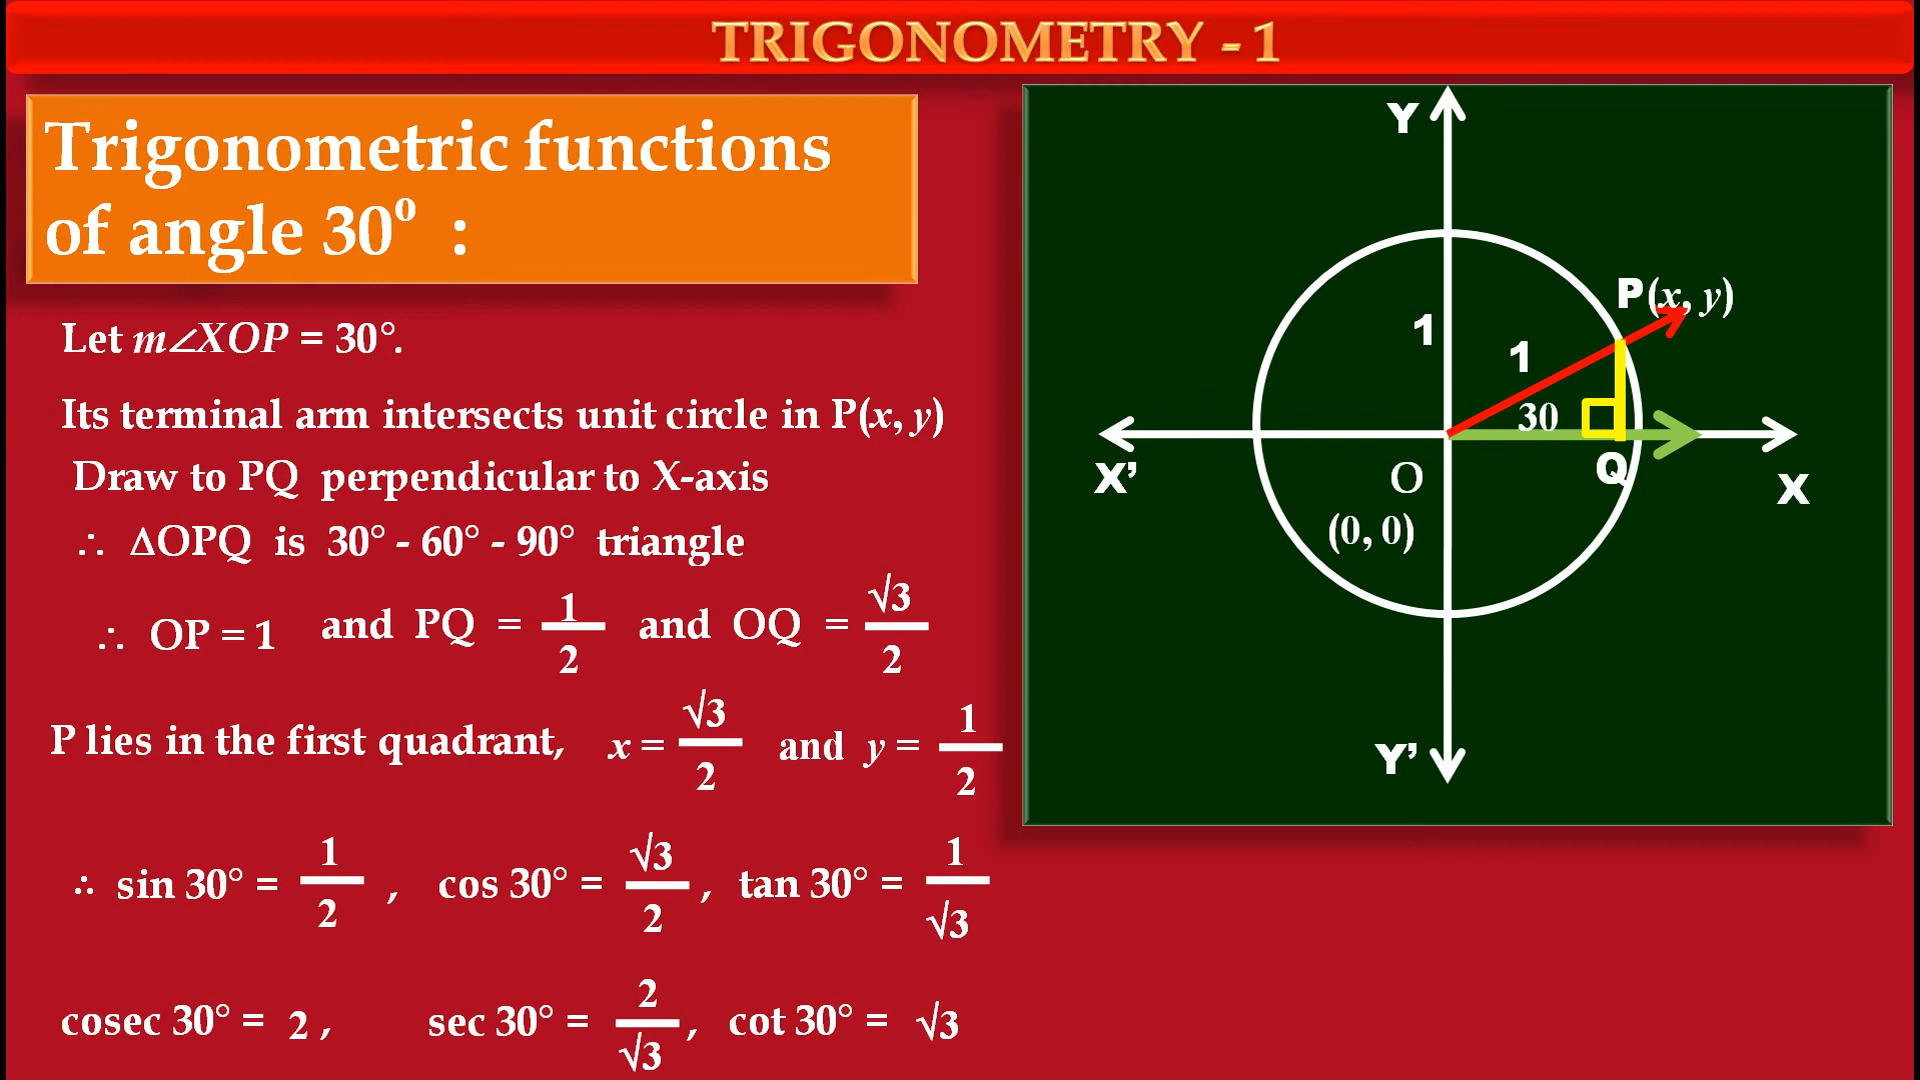 TRIGONOMETRY - 1
Trigonometric functions
of angle 30⁰ :
Let m∠XOP = 30°.
Its terminal arm intersects unit circle in P(x, y)
Draw to PQ perpendicular to X-axis
∴ ΔOPQ is 30° - 60° - 90° triangle
∴ OP = 1 and PQ = 1/2 and OQ = √3/2
P lies in the first quadrant, x = √3/2 and y = 1/2
∴ sin 30° = 1/2 , cos 30° = √3/2 , tan 30° = 1/√3
cosec 30° = 2 , sec 30° = 2/√3 , cot 30° = √3
Y
P(x, y)
1
1
30
X’
O
Q
X
(0, 0)
Y’